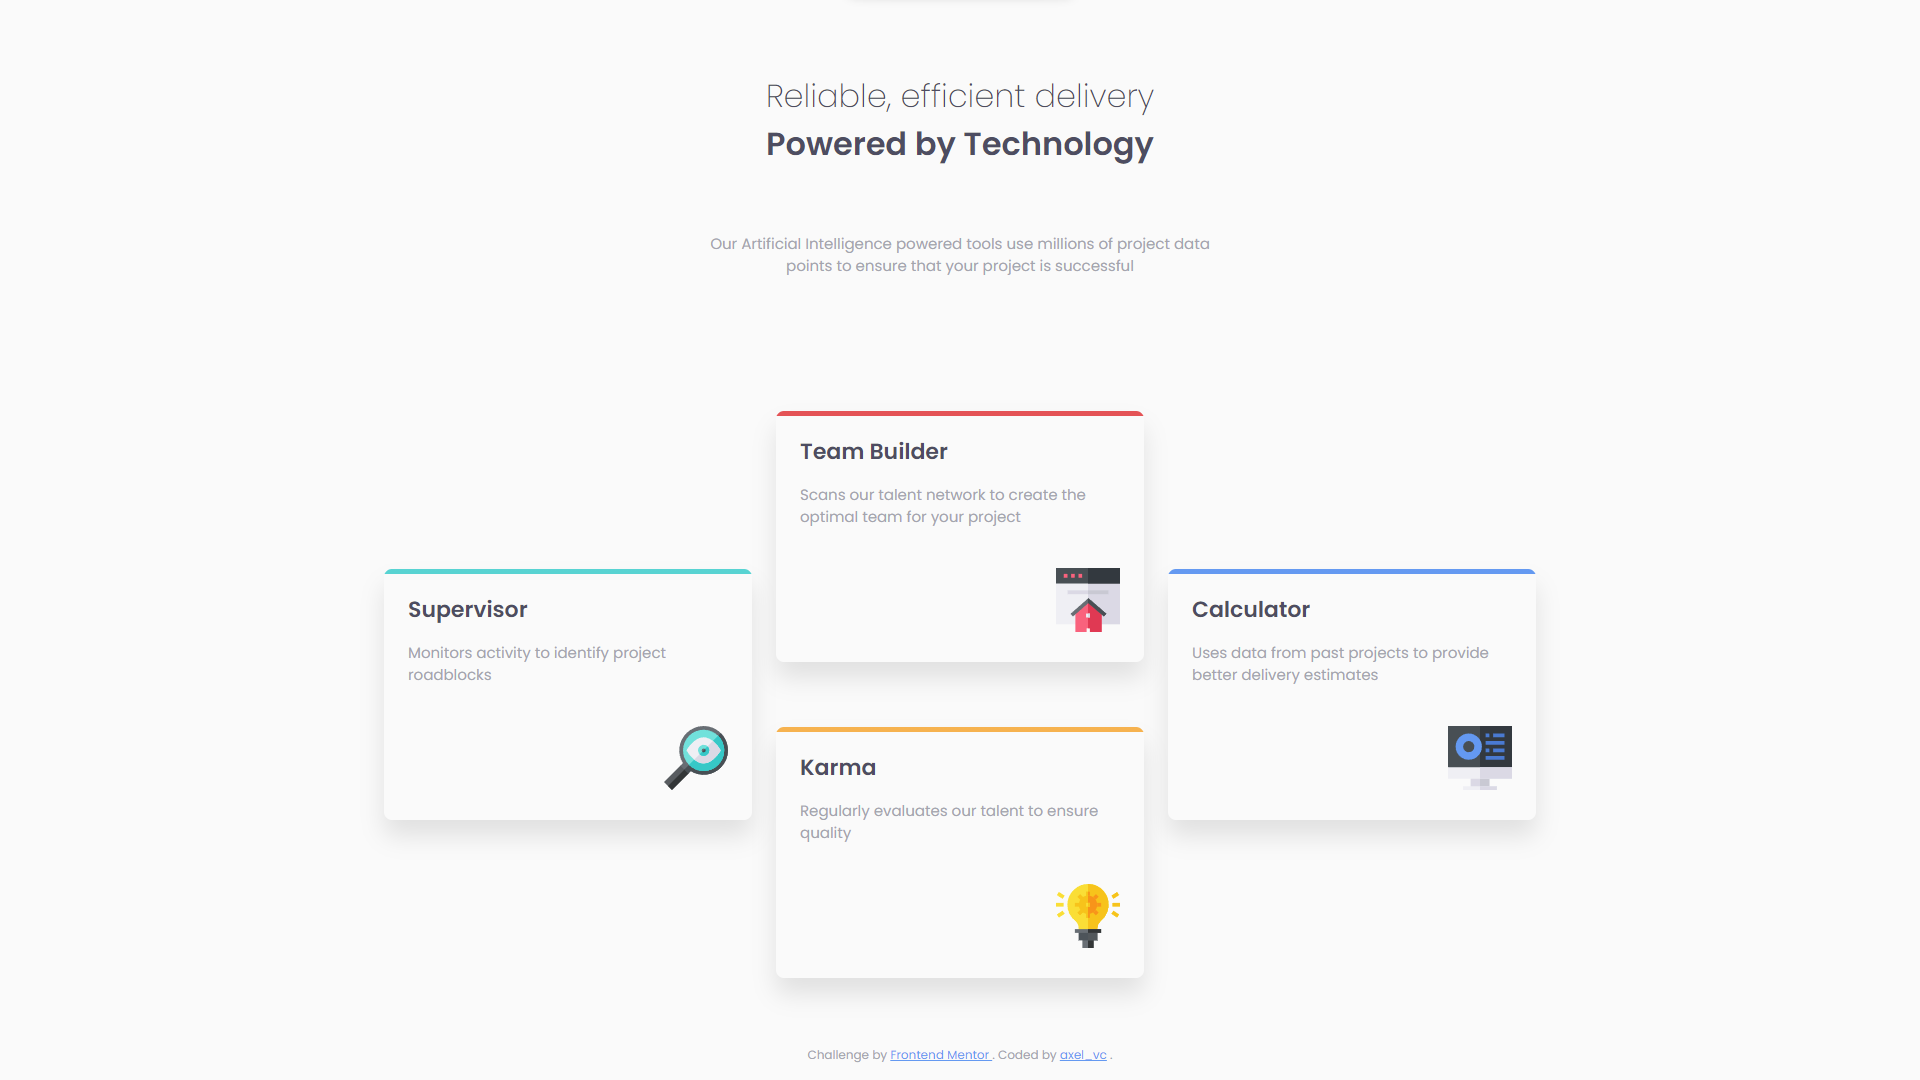 Reliable, efficient delivery
Powered by Technology
Our Artificial Intelligence powered tools use millions of project data
points to ensure that your project is successful
Supervisor
Monitors activity to identify project
roadblocks
Team Builder
Scans our talent network to create the
optimal team for your project
Karma
Regularly evaluates our talent to ensure
quality
Calculator
Uses data from past projects to provide
better delivery estimates
Challenge by Frontend Mentor . Coded by axel_vc .